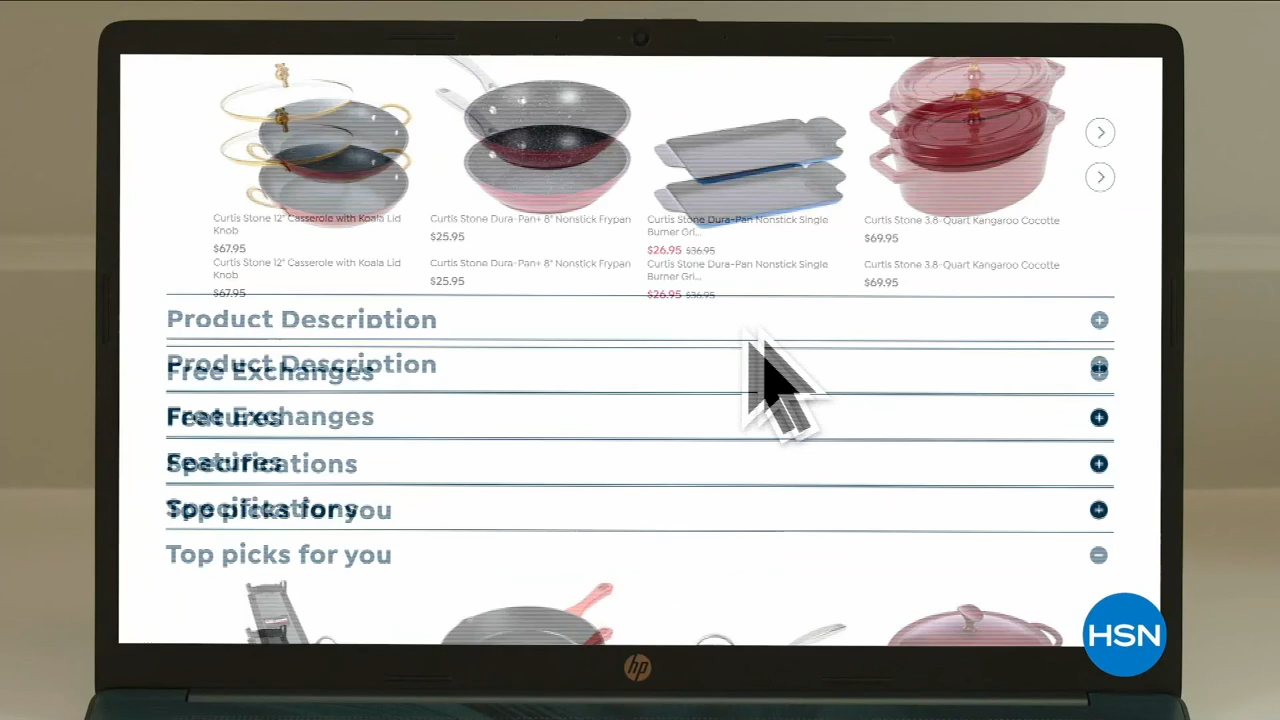 Curtis Stone 12" Casserole with Koala Lid Knob
$67.95
Curtis Stone Dura-Pan+ 8" Nonstick Frypan
$25.95
Curtis Stone Dura-Pan Nonstick Single Burner Gri...
$26.95 $36.95
Curtis Stone 3.8-Quart Kangaroo Cocotte
$69.95
Curtis Stone 12" Casserole with Koala Lid Knob
$67.95
Curtis Stone Dura-Pan+ 8" Nonstick Frypan
$25.95
Curtis Stone Dura-Pan Nonstick Single Burner Gri...
$26.95 $36.95
Curtis Stone 3.8-Quart Kangaroo Cocotte
$69.95
Product Description
Product Description
Free Exchanges
Free Exchanges
Features
Features
Specifications
Specifications
Top picks for you
Top picks for you
HSN
hp